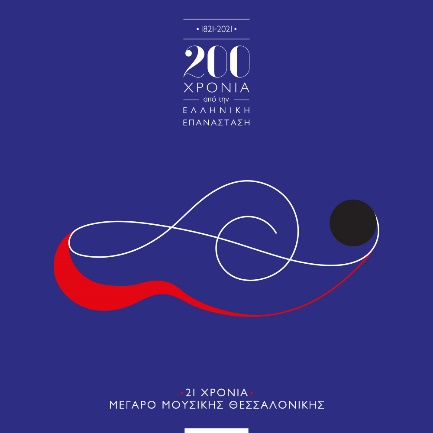 • 1821-2021 •
200
ΧΡΟΝΙΑ
από την
ΕΛΛΗΝΙΚΗ
ΕΠΑΝΑΣΤΑΣΗ
·21 ΧΡΟΝΙΑ·
ΜΕΓΑΡΟ ΜΟΥΣΙΚΗΣ ΘΕΣΣΑΛΟΝΙΚΗΣ